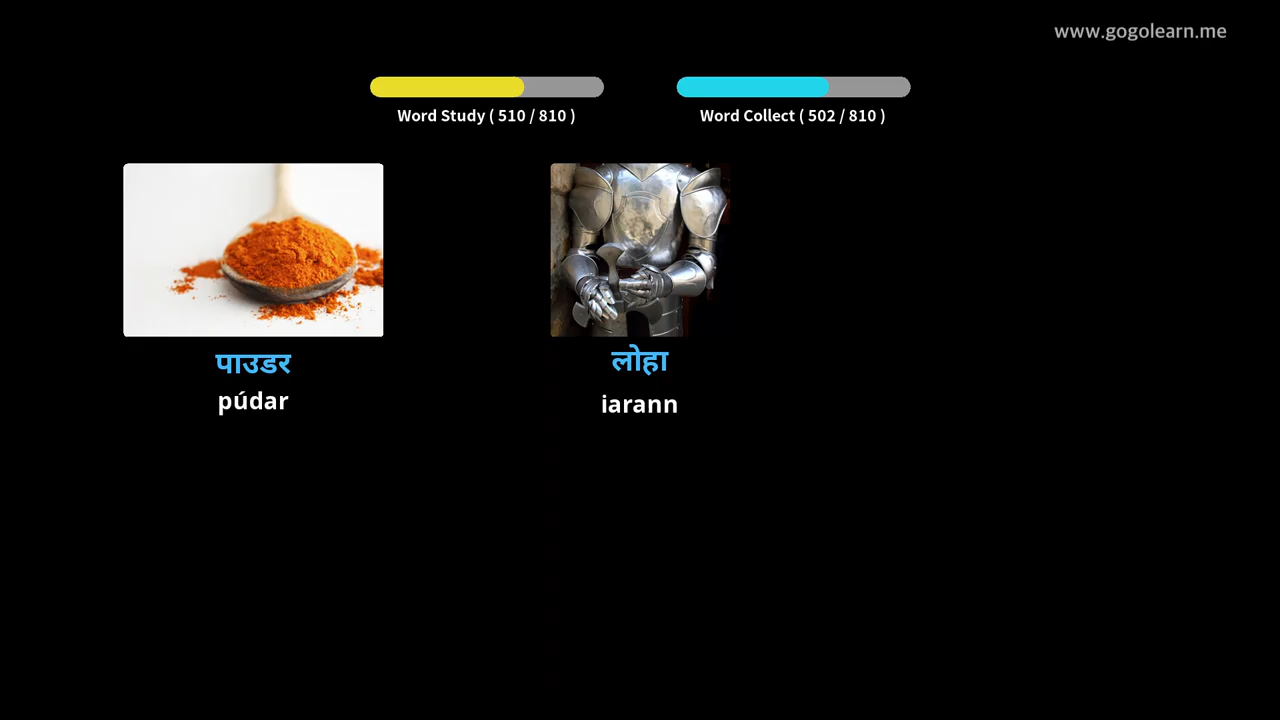 www.gogolearn.me
Word Study ( 510 / 810 )
Word Collect ( 502 / 810 )
पाउडर
púdar
लोहा
iarann